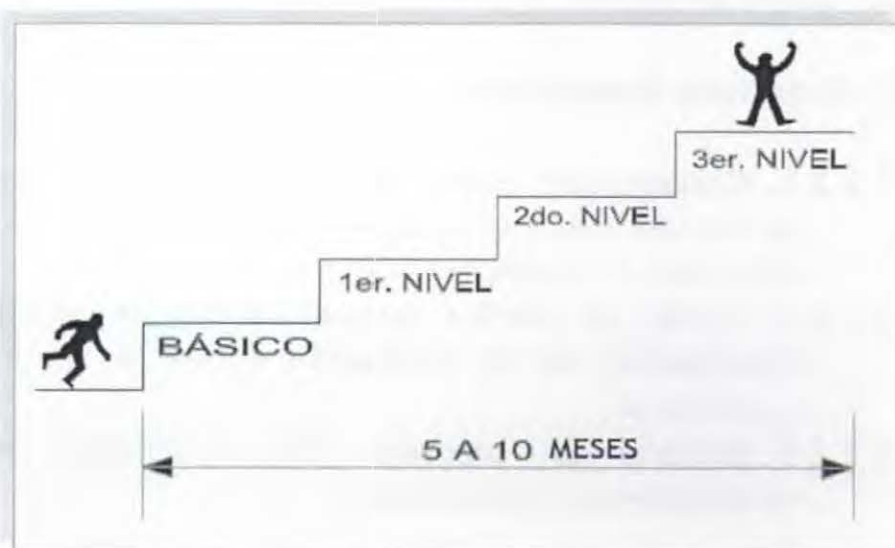 3er. NIVEL
2do. NIVEL
1er. NIVEL
BÁSICO
5 A 10 MESES